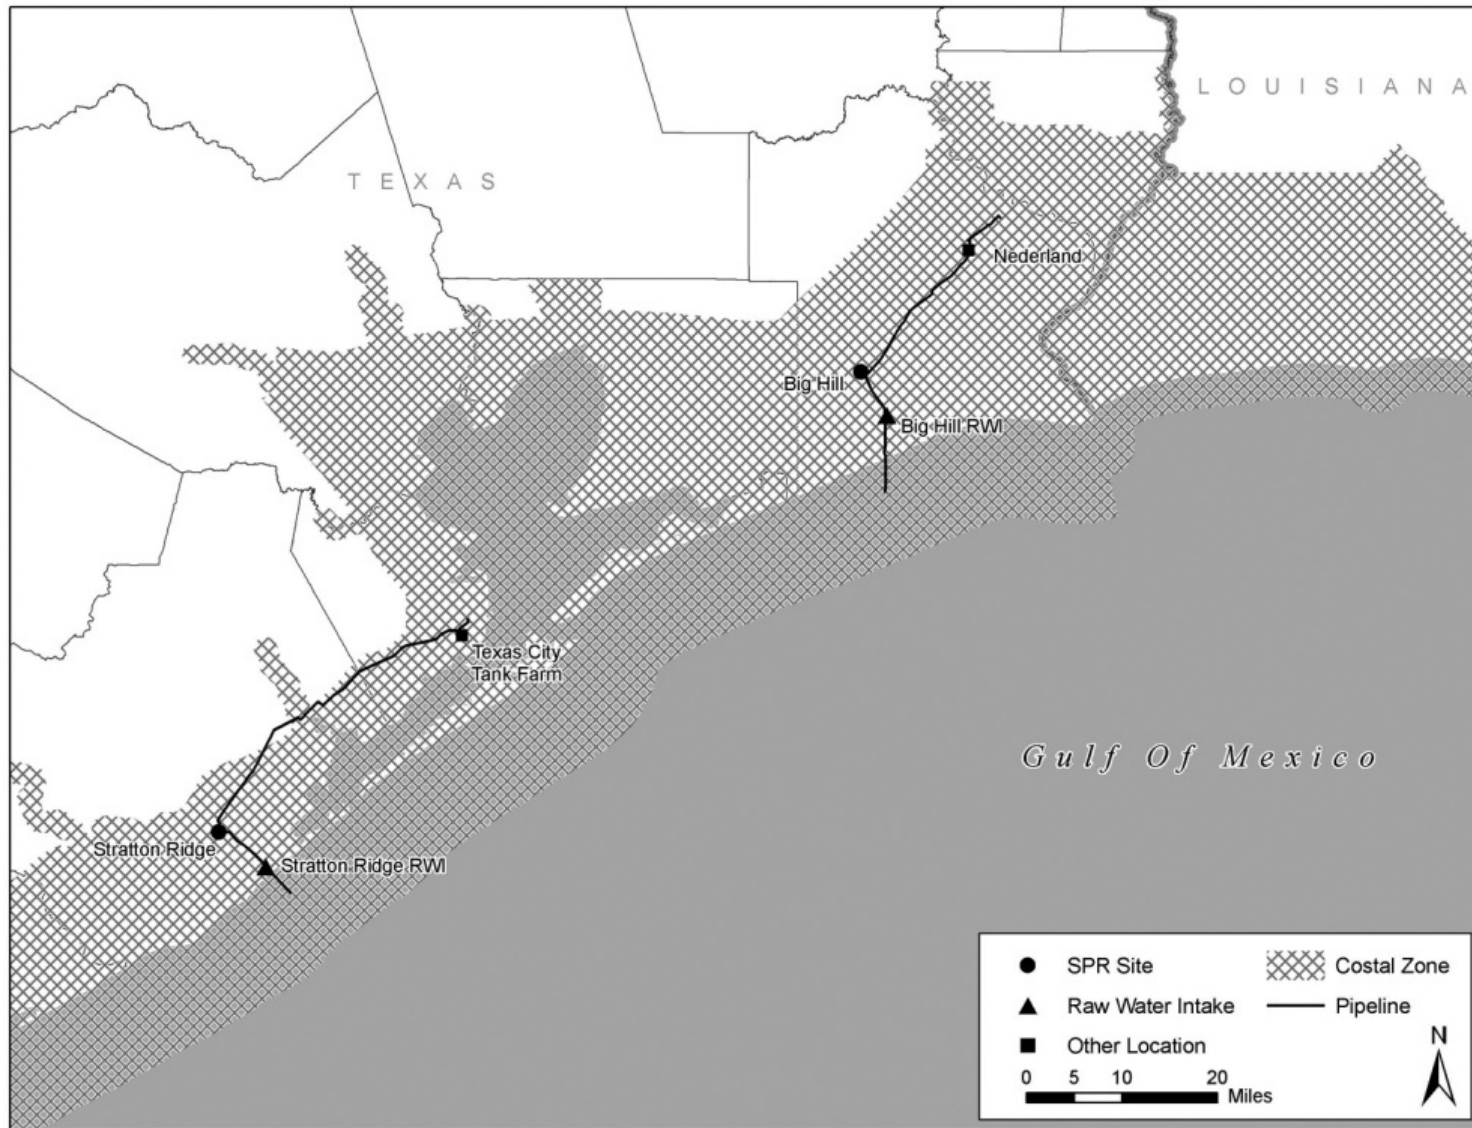 LOUISIANA
TEXAS
Nederland
Big Hill
Big Hill RWI
Texas City
Tank Farm
Gulf Of Mexico
Stratton Ridge
Stratton Ridge RWI
SPR Site
Costal Zone
Raw Water Intake
Pipeline
Other Location
N
0 5 10 20
Miles